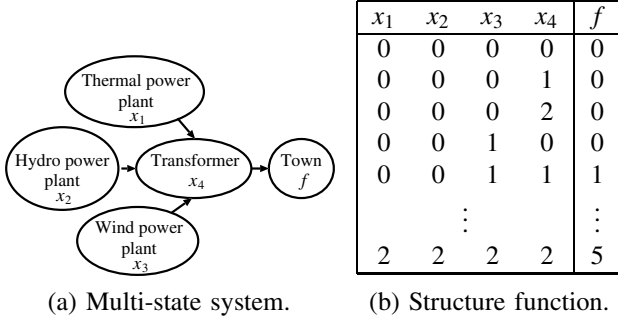 Thermal power
plant
x₁
Hydro power
plant
x₂
Transformer
x₄
Town
f
Wind power
plant
x₃
(a) Multi-state system.
x₁ x₂ x₃ x₄ f
0 0 0 0 0
0 0 0 1 0
0 0 0 2 0
0 0 1 0 0
0 0 1 1 1
⋮ ⋮
2 2 2 2 5
(b) Structure function.